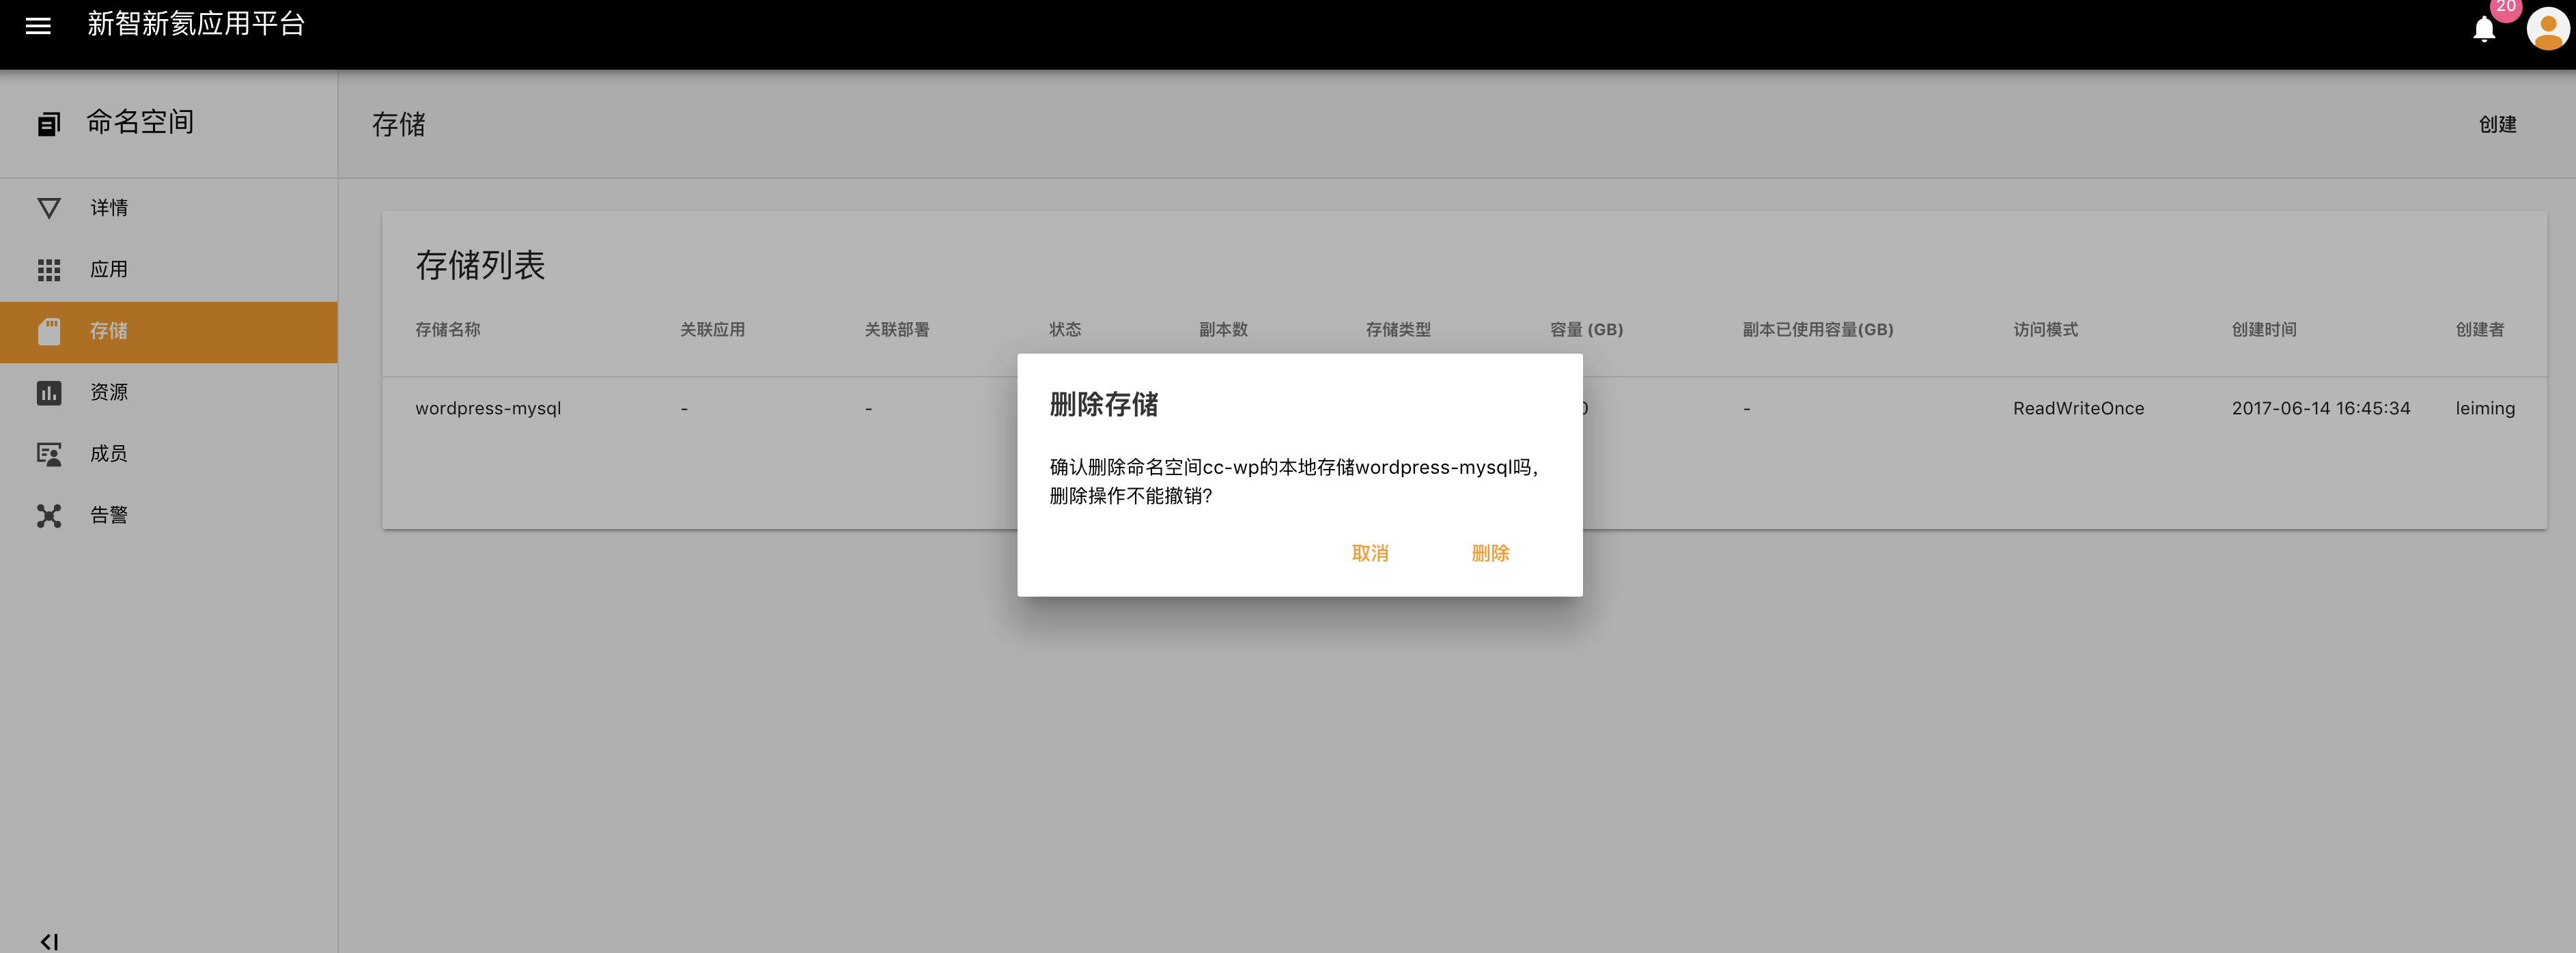 新智新氦应用平台
20
命名空间
存储
创建
详情
应用
存储
资源
成员
告警
存储列表
存储名称 关联应用 关联部署 状态 副本数 存储类型 容量 (GB) 副本已使用容量(GB) 访问模式 创建时间 创建者
wordpress-mysql - - - ReadWriteOnce 2017-06-14 16:45:34 leiming
删除存储
确认删除命名空间cc-wp的本地存储wordpress-mysql吗,
删除操作不能撤销?
取消 删除